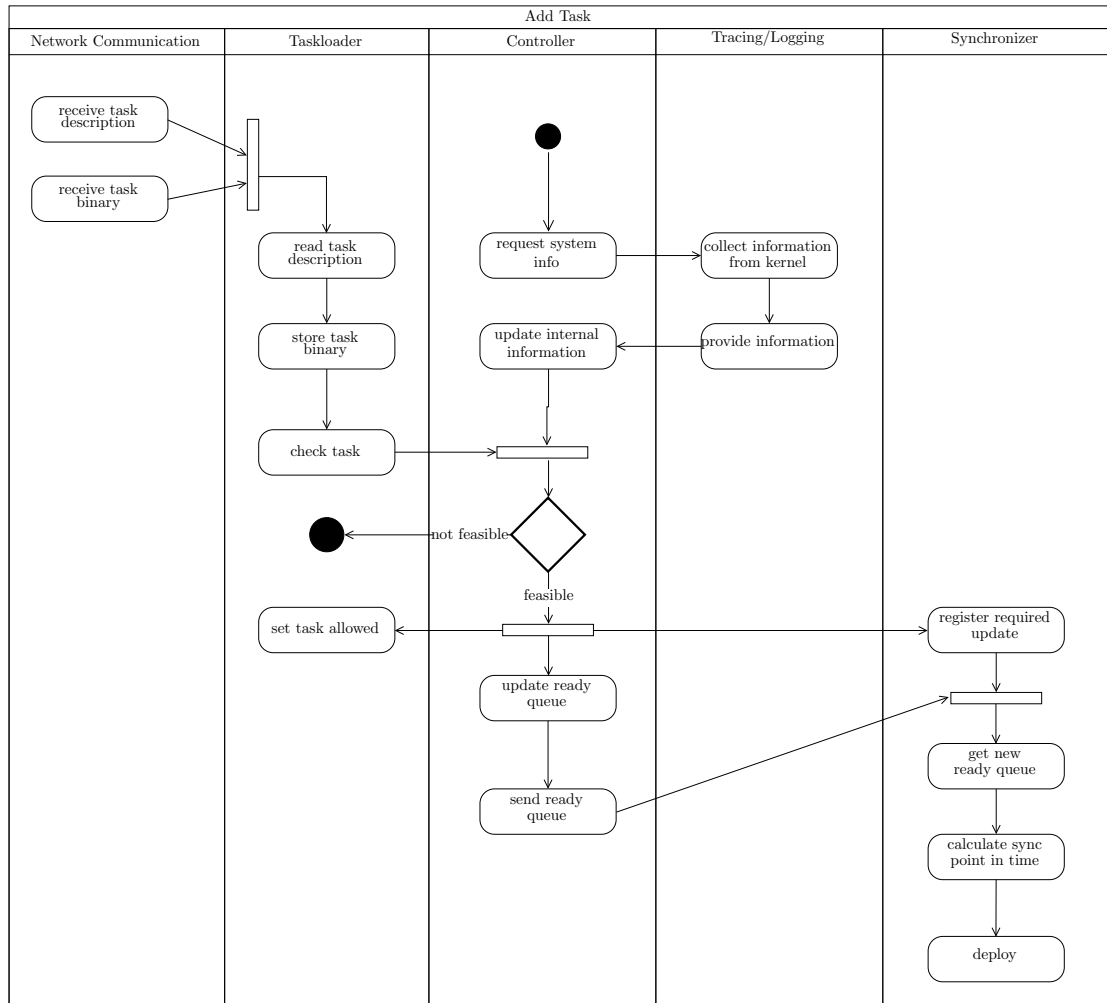 Add Task
Network Communication
Taskloader
Controller
Tracing/Logging
Synchronizer
receive task
description
receive task
binary
read task
description
request system
info
collect information
from kernel
store task
binary
update internal
information
provide information
check task
not feasible
feasible
set task allowed
register required
update
update ready
queue
get new
ready queue
send ready
queue
calculate sync
point in time
deploy